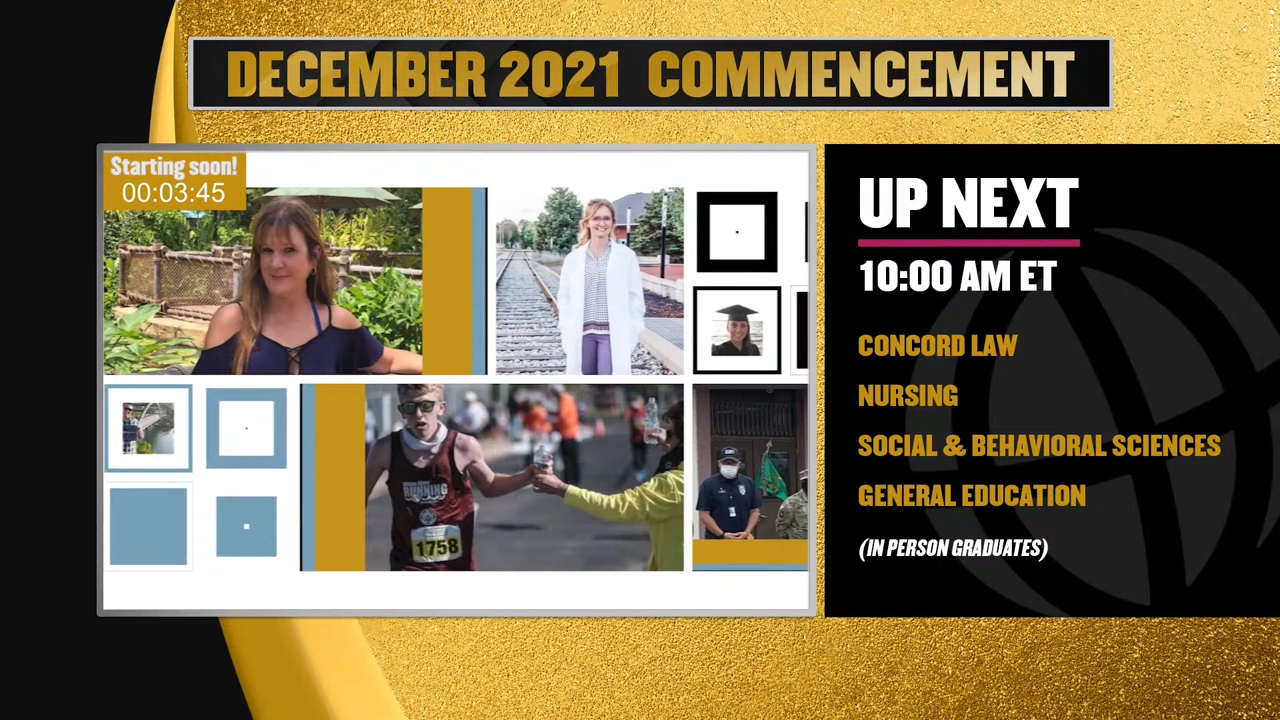 DECEMBER 2021 COMMENCEMENT
Starting soon!
00:03:45
RUNNING
1758
UP NEXT
10:00 AM ET
CONCORD LAW
NURSING
SOCIAL & BEHAVIORAL SCIENCES
GENERAL EDUCATION
(IN PERSON GRADUATES)